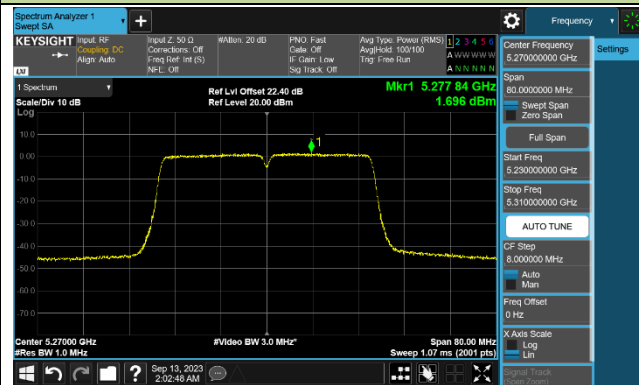 Spectrum Analyzer 1
Swept SA
Frequency
KEYSIGHT
Input: RF
Coupling: DC
Align: Auto
Input Z: 50 Ω
Corrections: Off
Freq Ref: Int (S)
NFE: Off
#Atten: 20 dB
PNO: Fast
Gate: Off
IF Gain: Low
Sig Track: Off
Avg Type: Power (RMS)
Avg|Hold: 100/100
Trig: Free Run
1 2 3 4 5 6
A W W W W W
A N N N N N
LXI
1 Spectrum
Scale/Div 10 dB
Log
Ref Lvl Offset 22.40 dB
Ref Level 20.00 dBm
Mkr1 5.277 84 GHz
1.696 dBm
1
10.0
0.00
-10.0
-20.0
-30.0
-40.0
-50.0
-60.0
-70.0
Center 5.27000 GHz
#Res BW 1.0 MHz
#Video BW 3.0 MHz*
Span 80.00 MHz
Sweep 1.07 ms (2001 pts)
Center Frequency
5.270000000 GHz
Settings
Span
80.0000000 MHz
Swept Span
Zero Span
Full Span
Start Freq
5.230000000 GHz
Stop Freq
5.310000000 GHz
AUTO TUNE
CF Step
8.000000 MHz
Auto
Man
Freq Offset
0 Hz
X Axis Scale
Log
Lin
Signal Track
(Span Zoom)
?
Sep 13, 2023
2:02:48 AM